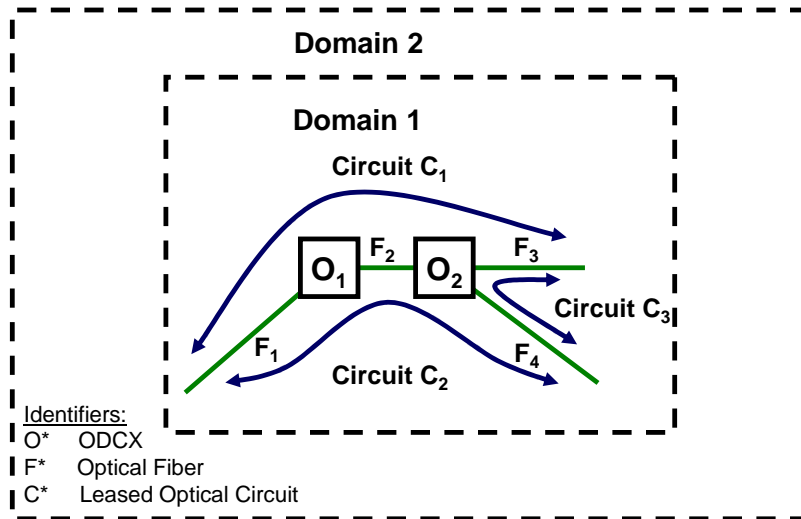 Domain 2
Domain 1
Circuit C₁
F₂
F₃
O₁
O₂
Circuit C₃
F₁
F₄
Circuit C₂
Identifiers:
O* ODCX
F* Optical Fiber
C* Leased Optical Circuit